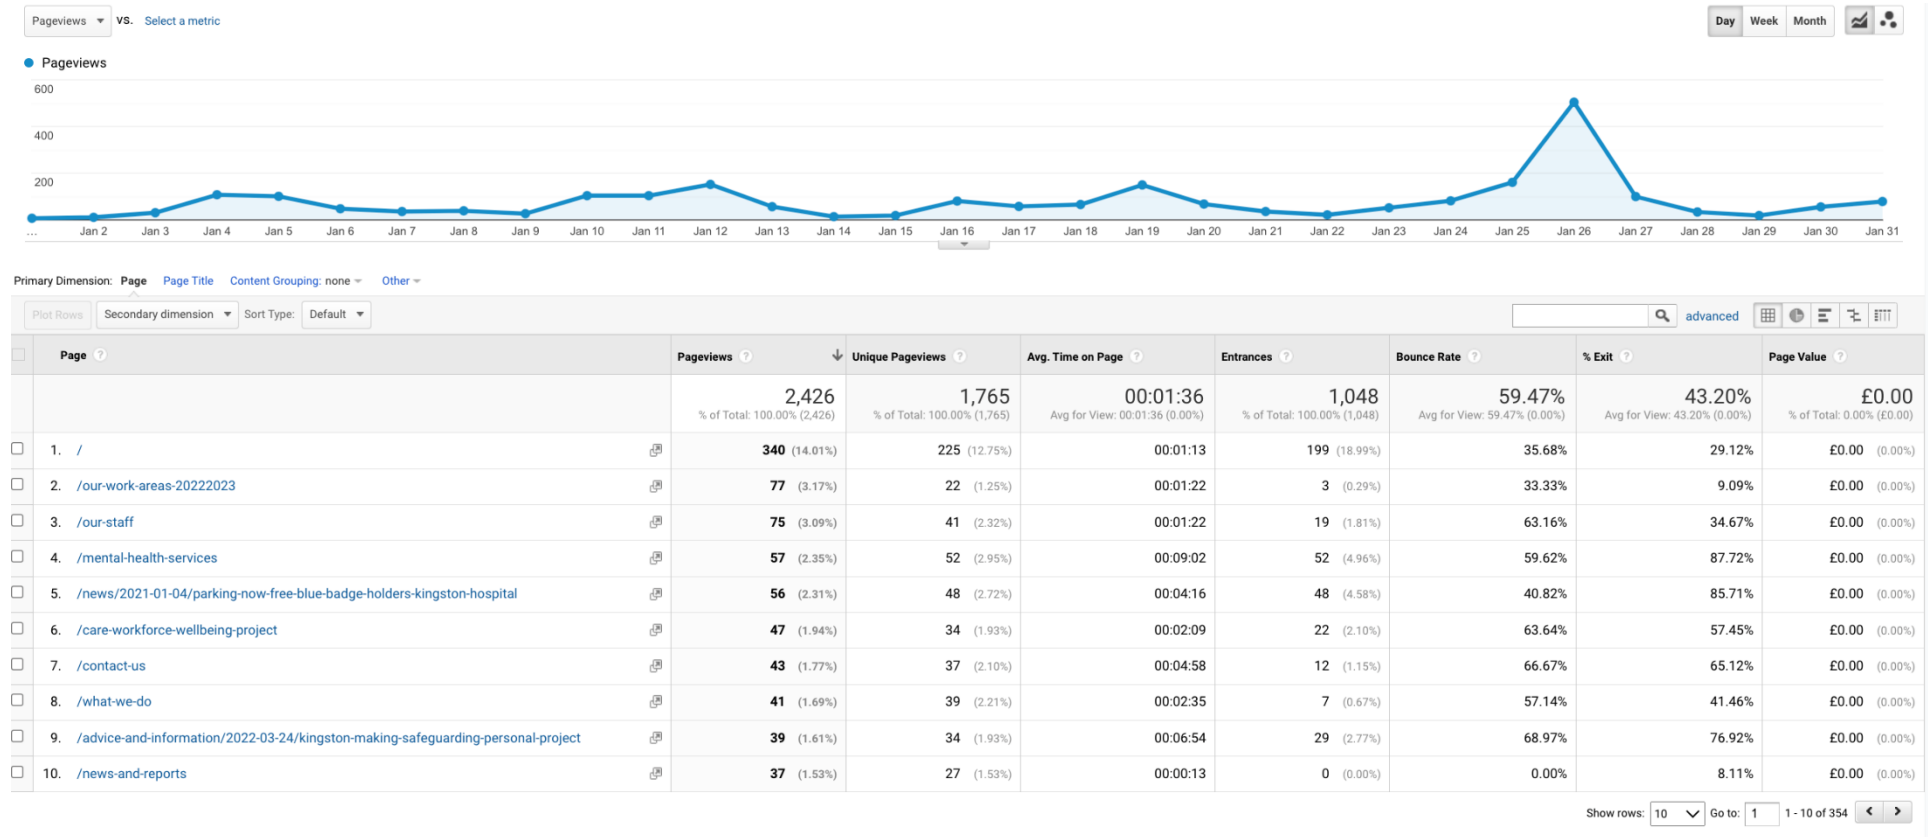 Pageviews VS. Select a metric Day Week Month
Pageviews
600
400
200
... Jan 2 Jan 3 Jan 4 Jan 5 Jan 6 Jan 7 Jan 8 Jan 9 Jan 10 Jan 11 Jan 12 Jan 13 Jan 14 Jan 15 Jan 16 Jan 17 Jan 18 Jan 19 Jan 20 Jan 21 Jan 22 Jan 23 Jan 24 Jan 25 Jan 26 Jan 27 Jan 28 Jan 29 Jan 30 Jan 31
Primary Dimension: Page Page Title Content Grouping: none Other
Plot Rows Secondary dimension Sort Type: Default advanced
Page ? Pageviews ? Unique Pageviews ? Avg. Time on Page ? Entrances ? Bounce Rate ? % Exit ? Page Value ?
2,426 1,765 00:01:36 1,048 59.47% 43.20% £0.00
% of Total: 100.00% (2,426) % of Total: 100.00% (1,765) Avg for View: 00:01:36 (0.00%) % of Total: 100.00% (1,048) Avg for View: 59.47% (0.00%) Avg for View: 43.20% (0.00%) % of Total: 0.00% (£0.00)
1. / 340 (14.01%) 225 (12.75%) 00:01:13 199 (18.99%) 35.68% 29.12% £0.00 (0.00%)
2. /our-work-areas-20222023 77 (3.17%) 22 (1.25%) 00:01:22 3 (0.29%) 33.33% 9.09% £0.00 (0.00%)
3. /our-staff 75 (3.09%) 41 (2.32%) 00:01:22 19 (1.81%) 63.16% 34.67% £0.00 (0.00%)
4. /mental-health-services 57 (2.35%) 52 (2.95%) 00:09:02 52 (4.96%) 59.62% 87.72% £0.00 (0.00%)
5. /news/2021-01-04/parking-now-free-blue-badge-holders-kingston-hospital 56 (2.31%) 48 (2.72%) 00:04:16 48 (4.58%) 40.82% 85.71% £0.00 (0.00%)
6. /care-workforce-wellbeing-project 47 (1.94%) 34 (1.93%) 00:02:09 22 (2.10%) 63.64% 57.45% £0.00 (0.00%)
7. /contact-us 43 (1.77%) 37 (2.10%) 00:04:58 12 (1.15%) 66.67% 65.12% £0.00 (0.00%)
8. /what-we-do 41 (1.69%) 39 (2.21%) 00:02:35 7 (0.67%) 57.14% 41.46% £0.00 (0.00%)
9. /advice-and-information/2022-03-24/kingston-making-safeguarding-personal-project 39 (1.61%) 34 (1.93%) 00:06:54 29 (2.77%) 68.97% 76.92% £0.00 (0.00%)
10. /news-and-reports 37 (1.53%) 27 (1.53%) 00:00:13 0 (0.00%) 0.00% 8.11% £0.00 (0.00%)
Show rows: 10 Go to: 1 1 - 10 of 354